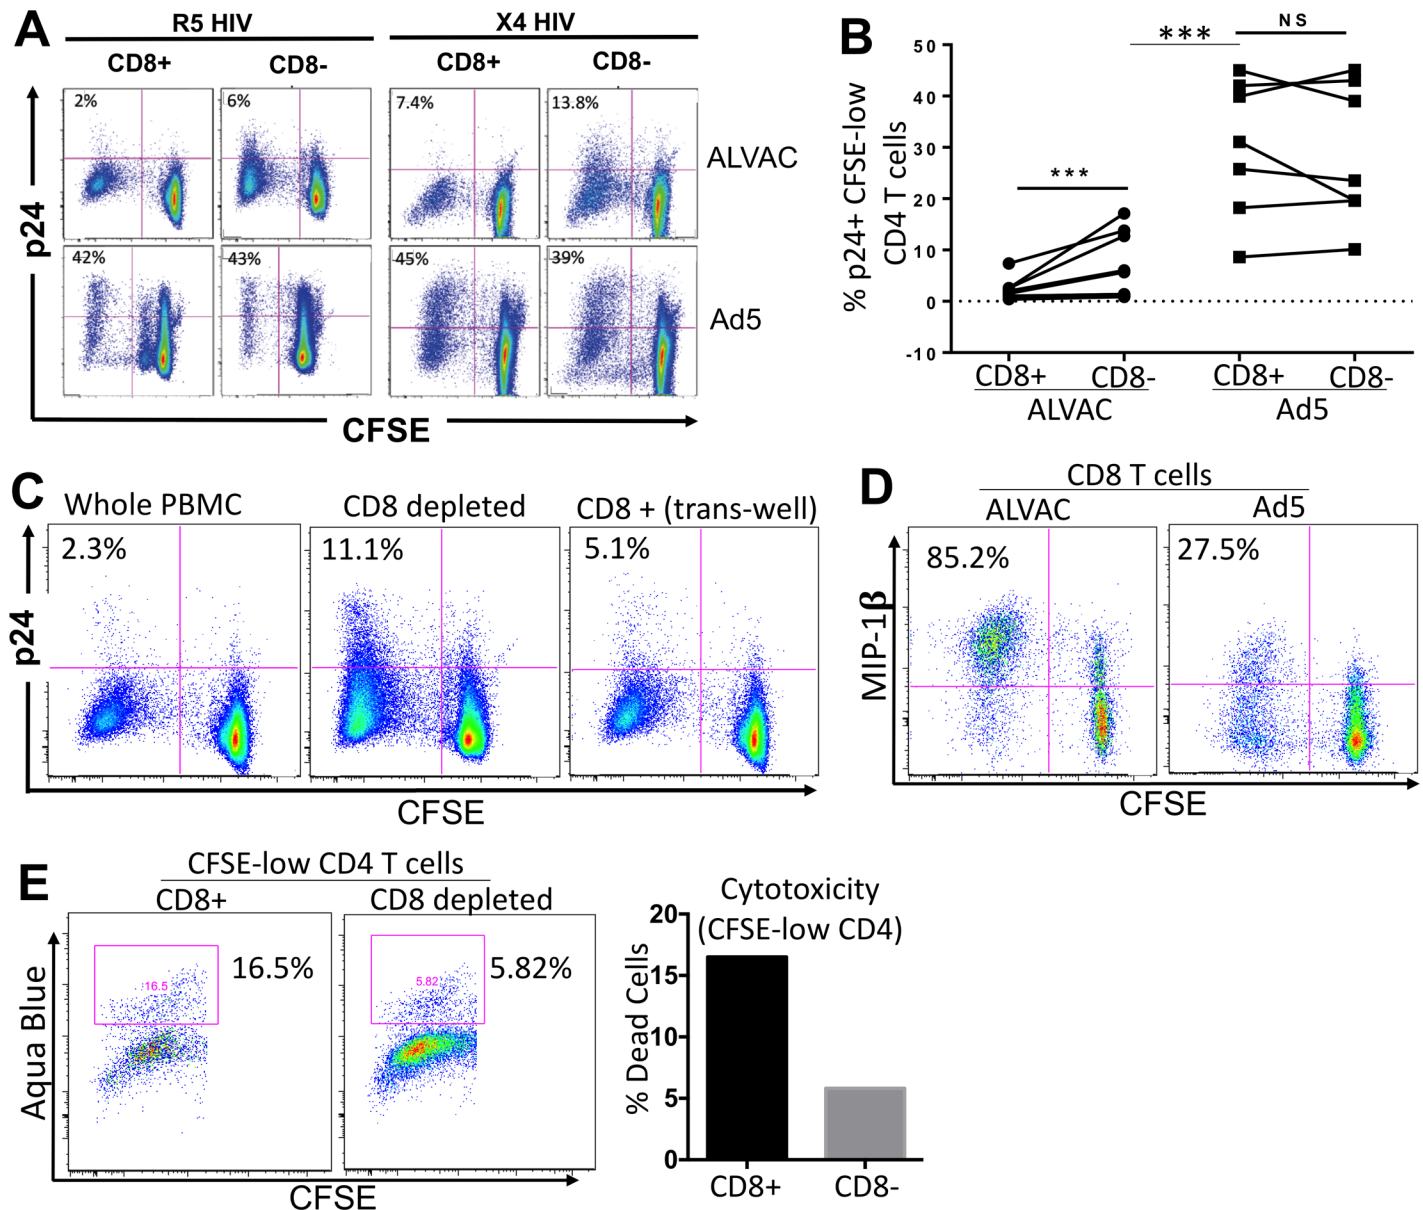 A
R5 HIV
X4 HIV
CD8+
CD8-
CD8+
CD8-
2%
6%
7.4%
13.8%
ALVAC
42%
43%
45%
39%
Ad5
p24
CFSE
B
***
NS
***
% p24+ CFSE-low
CD4 T cells
50
40
30
20
10
0
-10
CD8+
CD8-
CD8+
CD8-
ALVAC
Ad5
C
Whole PBMC
CD8 depleted
CD8 + (trans-well)
2.3%
11.1%
5.1%
p24
CFSE
D
CD8 T cells
ALVAC
Ad5
85.2%
27.5%
MIP-1β
CFSE
E
CFSE-low CD4 T cells
CD8+
CD8 depleted
16.5
16.5%
5.82
5.82%
Aqua Blue
CFSE
Cytotoxicity
(CFSE-low CD4)
% Dead Cells
20
15
10
5
0
CD8+
CD8-